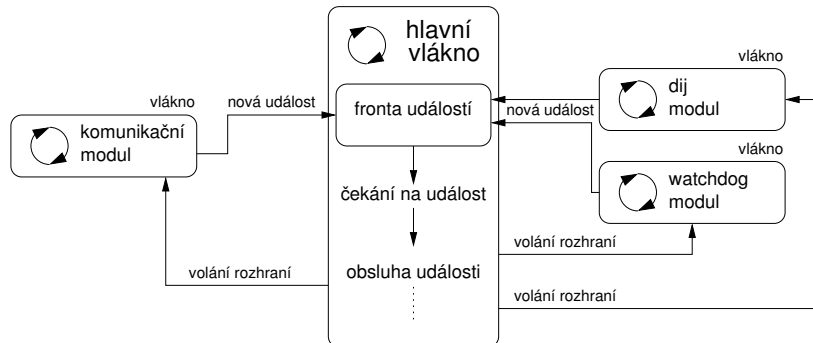 hlavní
vlákno
fronta událostí
čekání na událost
obsluha události
vlákno
komunikační
modul
nová událost
volání rozhraní
vlákno
dij
modul
nová událost
vlákno
watchdog
modul
volání rozhraní
volání rozhraní